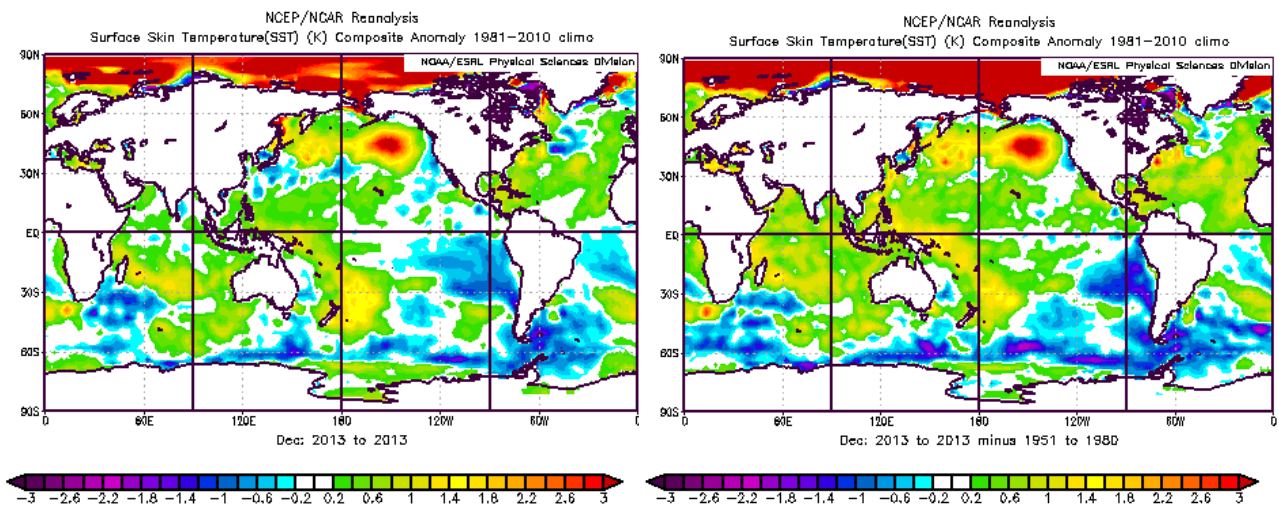 NCEP/NCAR Reanalysis
Surface Skin Temperature(SST) (K) Composite Anomaly 1981-2010 climo
NOAA/ESRL Physical Sciences Division
90N
60N
30N
EQ
30S
60S
90S
0 60E 120E 180 120W 60W 0
Dec: 2013 to 2013
-3 -2.6 -2.2 -1.8 -1.4 -1 -0.6 -0.2 0.2 0.6 1 1.4 1.8 2.2 2.6 3
NCEP/NCAR Reanalysis
Surface Skin Temperature(SST) (K) Composite Anomaly 1981-2010 climo
NOAA/ESRL Physical Sciences Division
90N
60N
30N
EQ
30S
60S
90S
0 60E 120E 180 120W 60W 0
Dec: 2013 to 2013 minus 1951 to 1980
-3 -2.6 -2.2 -1.8 -1.4 -1 -0.6 -0.2 0.2 0.6 1 1.4 1.8 2.2 2.6 3